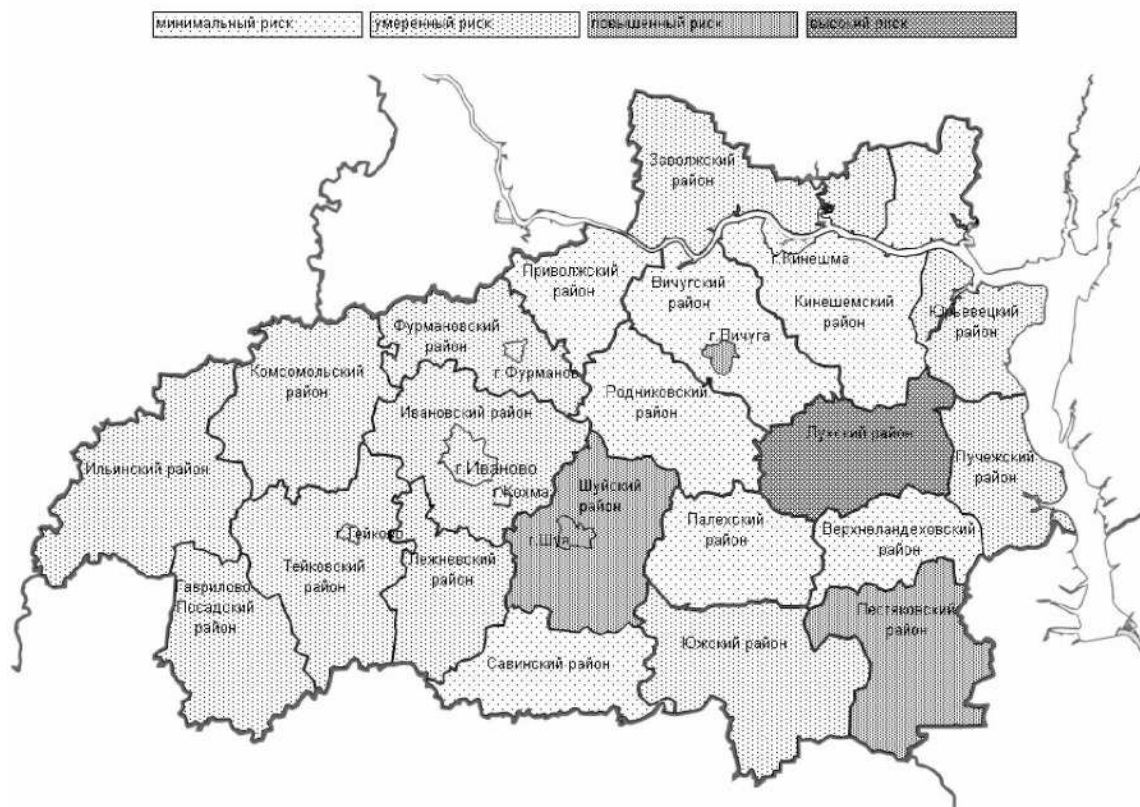 минимальный риск
умеренный риск
повышенный риск
высокий риск
Заволжский
район
г.Кинешма
Приволжский
район
Вичугский
район
Кинешемский
район
Юрьевецкий
район
Фурмановский
район
г.Вичуга
г.Фурманов
Комсомольский
район
Родниковский
район
Ивановский район
Лухский район
Ильинский район
г.Иваново
Пучежский
район
Шуйский
район
г.Кохма
Палехский
район
Верхнеландеховский
район
г.Тейково
г.Шуя
Тейковский
район
Лежневский
район
Гаврилово
Посадский
район
Пестяковский
район
Южский район
Савинский район